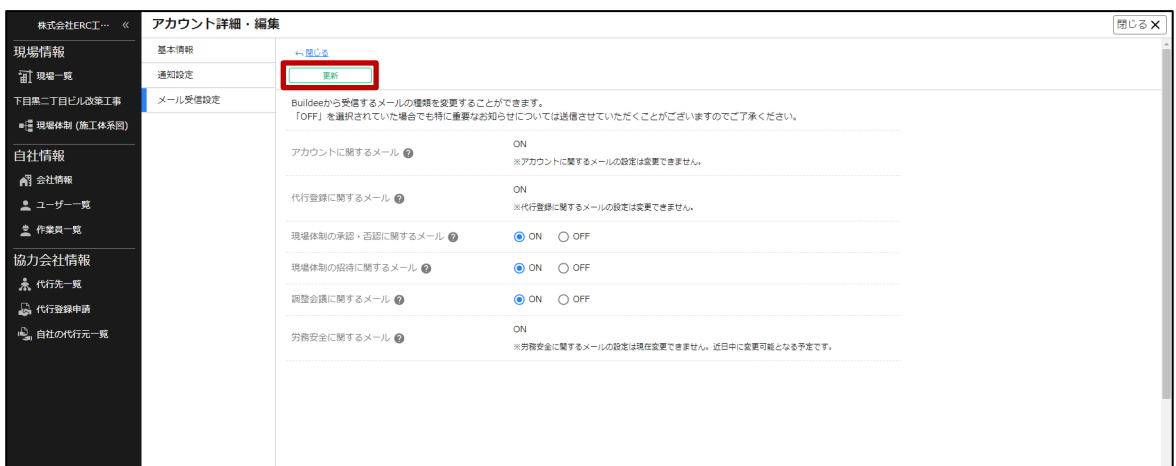 株式会社ERC工… «
現場情報
現場一覧
下目黒二丁目ビル改築工事
現場体制 (施工体系図)
自社情報
会社情報
ユーザー一覧
作業員一覧
協力会社情報
代行先一覧
代行登録申請
自社の代行元一覧
アカウント詳細・編集
閉じる ✕
基本情報
通知設定
メール受信設定
閉じる
更新
Buildeeから受信するメールの種類を変更することができます。
「OFF」を選択されていた場合でも特に重要なお知らせについては送信させていただくことがございますのでご了承ください。
アカウントに関するメール ?
ON
※アカウントに関するメールの設定は変更できません。
代行登録に関するメール ?
ON
※代行登録に関するメールの設定は変更できません。
現場体制の承認・否認に関するメール ? ON OFF
現場体制の招待に関するメール ? ON OFF
調整会議に関するメール ? ON OFF
労務安全に関するメール ?
ON
※労務安全に関するメールの設定は現在変更できません。近日中に変更可能となる予定です。